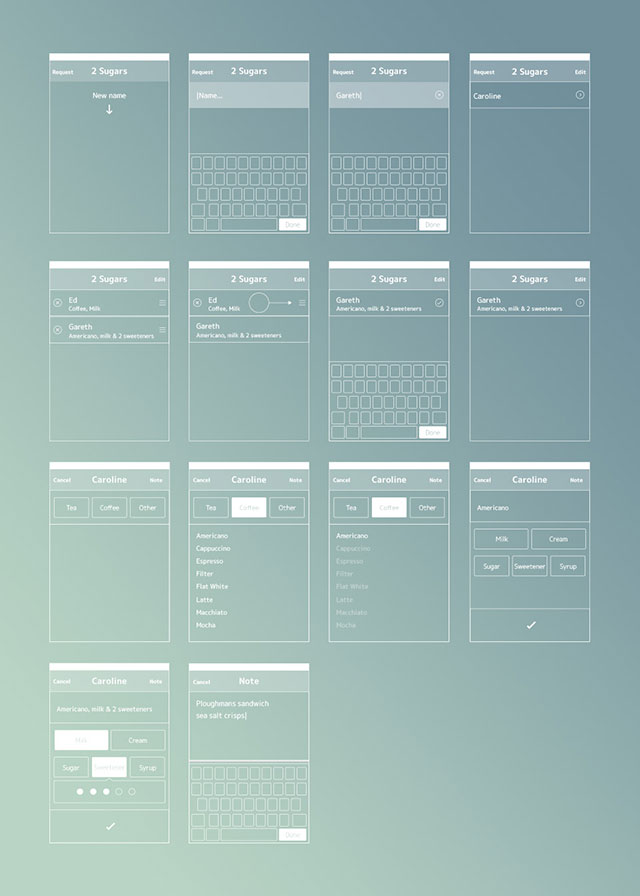 Request 2 Sugars
New name
Request 2 Sugars
|Name...
Done
Request 2 Sugars
Gareth|
Done
Request 2 Sugars Edit
Caroline
2 Sugars Edit
Ed
Coffee, Milk
Gareth
Americano, milk & 2 sweeteners
2 Sugars Edit
Ed
Coffee, Milk
Gareth
Americano, milk & 2 sweeteners
2 Sugars
Gareth
Americano, milk & 2 sweeteners
Done
2 Sugars Edit
Gareth
Americano, milk & 2 sweeteners
Cancel Caroline Note
Tea Coffee Other
Cancel Caroline Note
Tea Coffee Other
Americano
Cappuccino
Espresso
Filter
Flat White
Latte
Macchiato
Mocha
Cancel Caroline Note
Tea Coffee Other
Americano
Cappuccino
Espresso
Filter
Flat White
Latte
Macchiato
Mocha
Cancel Caroline Note
Americano
Milk Cream
Sugar Sweetener Syrup
Cancel Caroline Note
Americano, milk & 2 sweeteners
Milk Cream
Sugar Sweetener Syrup
Cancel Note
Ploughmans sandwich
sea salt crisps|
Done